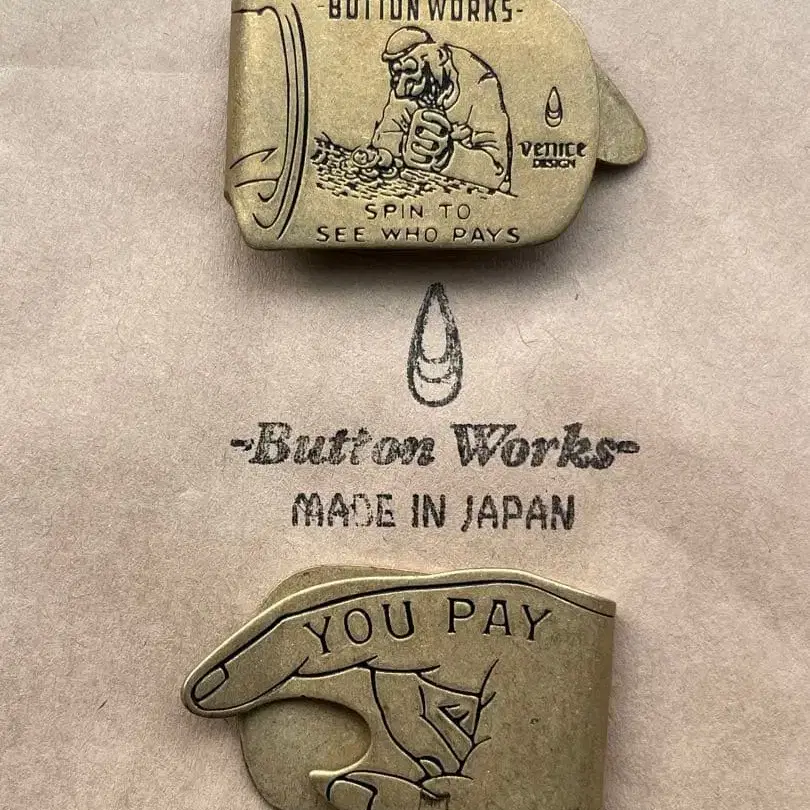 -BUTTON WORKS-
VENICE
DESIGN
SPIN TO
SEE WHO PAYS
-Button Works-
MADE IN JAPAN
YOU PAY